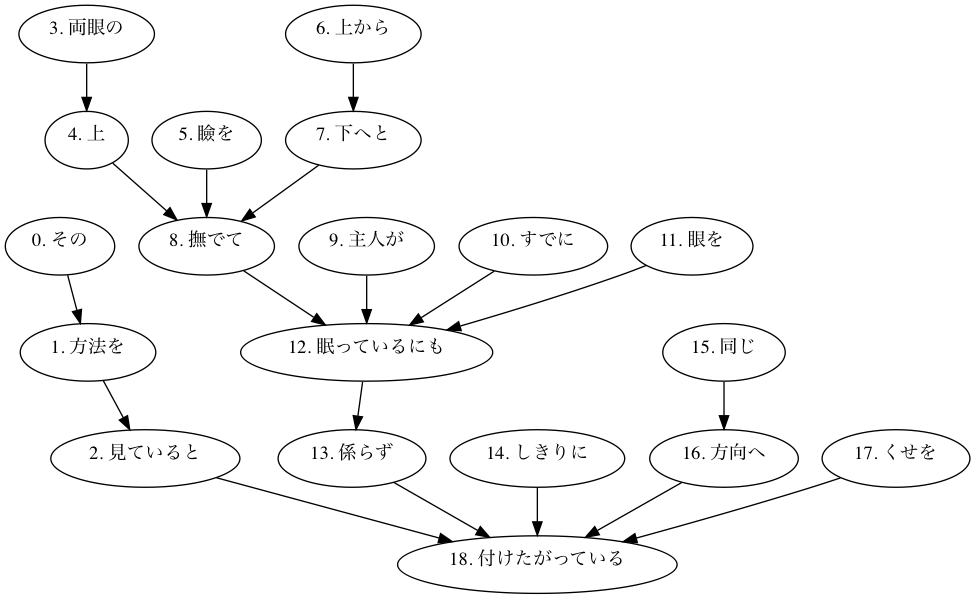 3. 両眼の
6. 上から
4. 上
5. 瞼を
7. 下へと
0. その
8. 撫でて
9. 主人が
10. すでに
11. 眼を
1. 方法を
12. 眠っているにも
15. 同じ
2. 見ていると
13. 係らず
14. しきりに
16. 方向へ
17. くせを
18. 付けたがっている